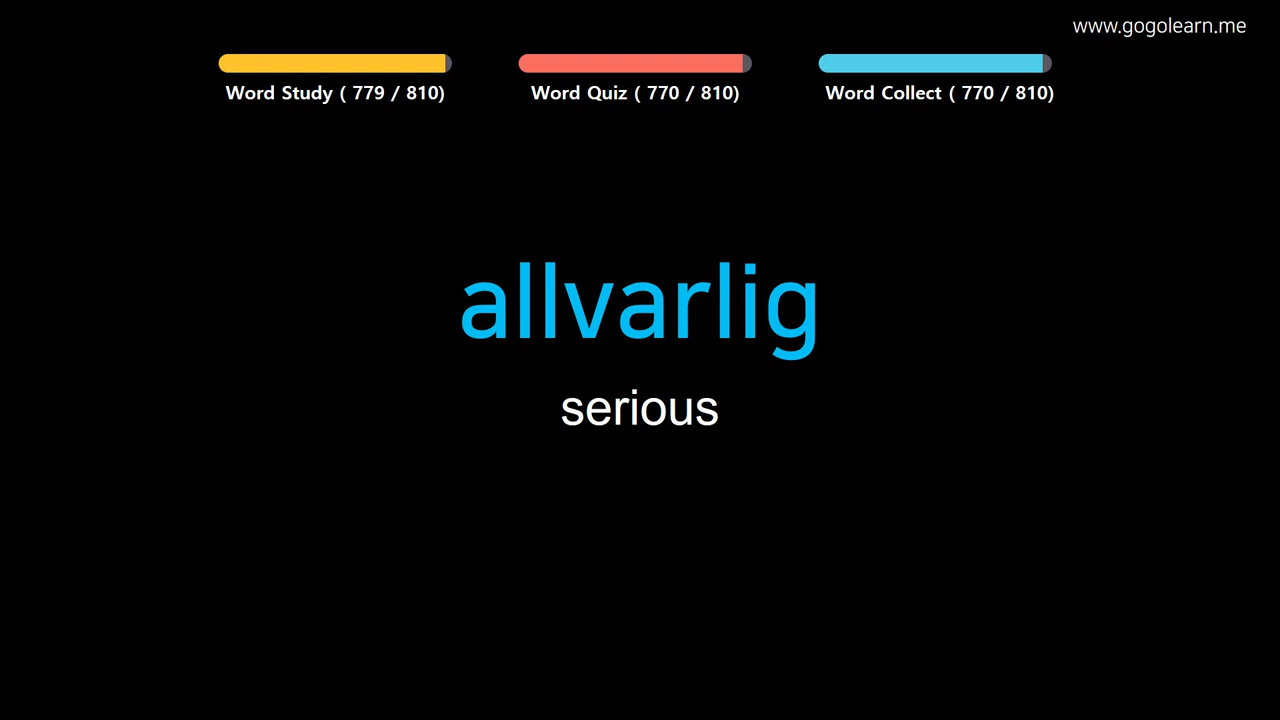 www.gogolearn.me
Word Study ( 779 / 810)
Word Quiz ( 770 / 810)
Word Collect ( 770 / 810)
allvarlig
serious